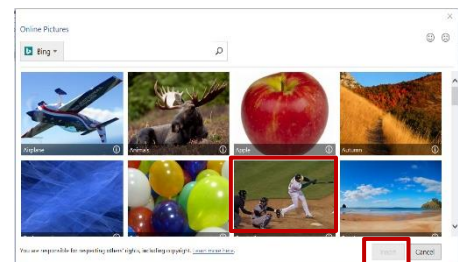 Online Pictures
Bing
Airplane
Animals
Apple
Autumn
You are responsible for respecting others' rights, including copyright. Learn more here.
Insert
Cancel